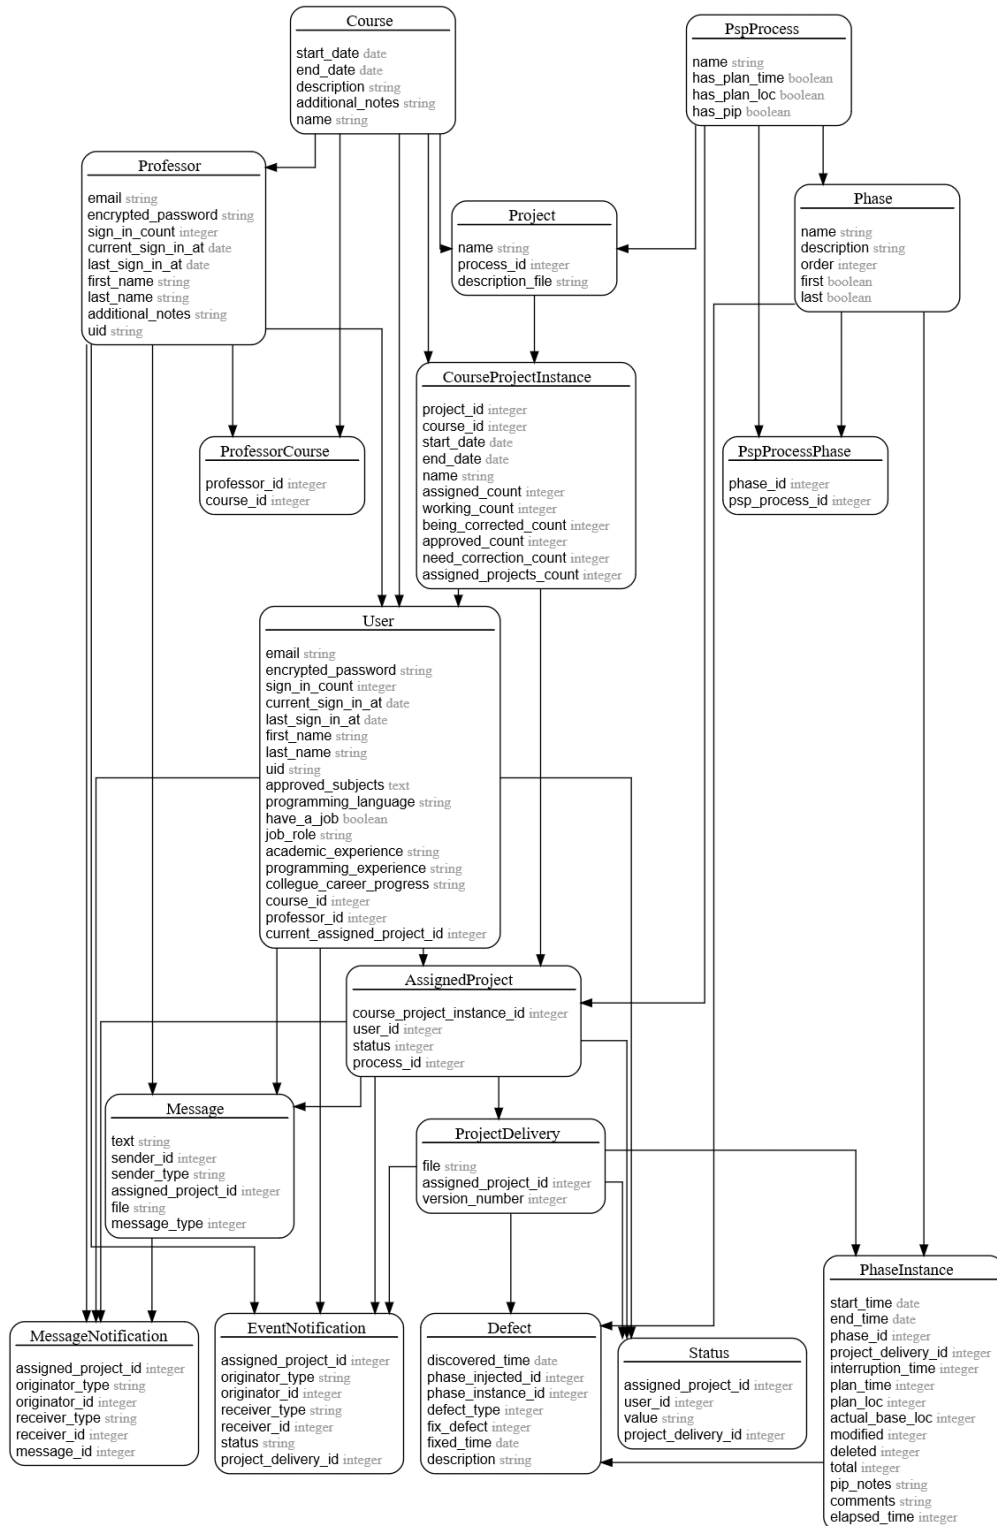 Course
start_date date
end_date date
description string
additional_notes string
name string
PspProcess
name string
has_plan_time boolean
has_plan_loc boolean
has_pip boolean
Professor
email string
encrypted_password string
sign_in_count integer
current_sign_in_at date
last_sign_in_at date
first_name string
last_name string
additional_notes string
uid string
Project
name string
process_id integer
description_file string
Phase
name string
description string
order integer
first boolean
last boolean
CourseProjectInstance
project_id integer
course_id integer
start_date date
end_date date
name string
assigned_count integer
working_count integer
being_corrected_count integer
approved_count integer
need_correction_count integer
assigned_projects_count integer
ProfessorCourse
professor_id integer
course_id integer
PspProcessPhase
phase_id integer
psp_process_id integer
User
email string
encrypted_password string
sign_in_count integer
current_sign_in_at date
last_sign_in_at date
first_name string
last_name string
uid string
approved_subjects text
programming_language string
have_a_job boolean
job_role string
academic_experience string
programming_experience string
collegue_career_progress string
course_id integer
professor_id integer
current_assigned_project_id integer
AssignedProject
course_project_instance_id integer
user_id integer
status integer
process_id integer
Message
text string
sender_id integer
sender_type string
assigned_project_id integer
file string
message_type integer
ProjectDelivery
file string
assigned_project_id integer
version_number integer
PhaseInstance
start_time date
end_time date
phase_id integer
project_delivery_id integer
interruption_time integer
plan_time integer
plan_loc integer
actual_base_loc integer
modified integer
deleted integer
total integer
pip_notes string
comments string
elapsed_time integer
MessageNotification
assigned_project_id integer
originator_type string
originator_id integer
receiver_type string
receiver_id integer
message_id integer
EventNotification
assigned_project_id integer
originator_type string
originator_id integer
receiver_type string
receiver_id integer
status string
project_delivery_id integer
Defect
discovered_time date
phase_injected_id integer
phase_instance_id integer
defect_type integer
fix_defect integer
fixed_time date
description string
Status
assigned_project_id integer
user_id integer
value string
project_delivery_id integer